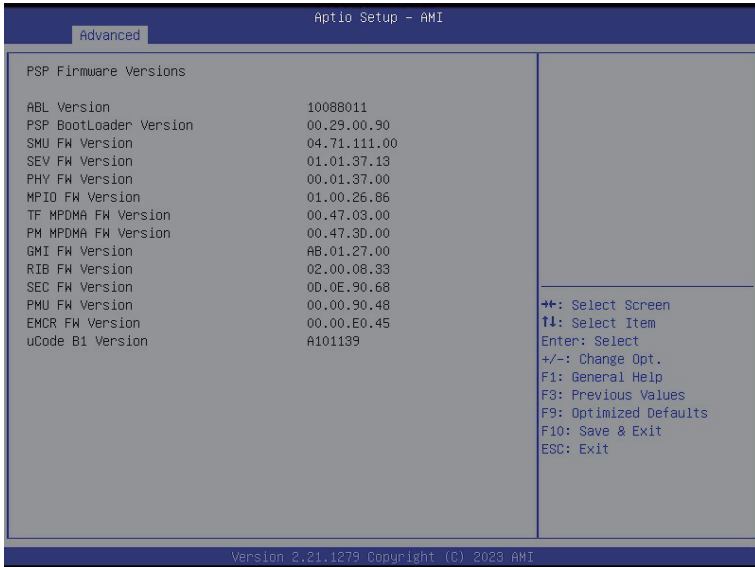 Aptio Setup – AMI
Advanced
PSP Firmware Versions
ABL Version 10088011
PSP BootLoader Version 00.29.00.90
SMU FW Version 04.71.111.00
SEV FW Version 01.01.37.13
PHY FW Version 00.01.37.00
MPIO FW Version 01.00.26.86
TF MPDMA FW Version 00.47.03.00
PM MPDMA FW Version 00.47.3D.00
GMI FW Version AB.01.27.00
RIB FW Version 02.00.08.33
SEC FW Version 0D.0E.90.68
PMU FW Version 00.00.90.48
EMCR FW Version 00.00.E0.45
uCode B1 Version A101139
→←: Select Screen
↑↓: Select Item
Enter: Select
+/-: Change Opt.
F1: General Help
F3: Previous Values
F9: Optimized Defaults
F10: Save & Exit
ESC: Exit
Version 2.21.1279 Copyright (C) 2023 AMI